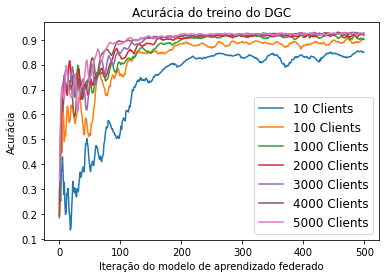 Acurácia do treino do DGC
Acurácia
0.9
0.8
0.7
0.6
0.5
0.4
0.3
0.2
0.1
10 Clients
100 Clients
1000 Clients
2000 Clients
3000 Clients
4000 Clients
5000 Clients
0 100 200 300 400 500
Iteração do modelo de aprendizado federado